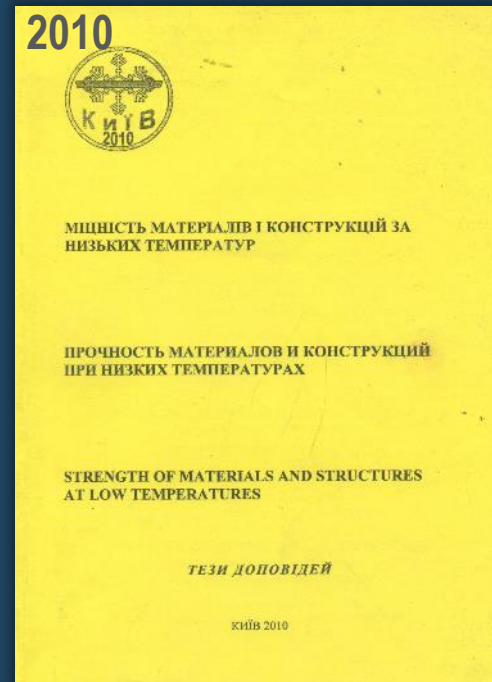 2010
КИЇВ
2010
МІЦНІСТЬ МАТЕРІАЛІВ І КОНСТРУКЦІЙ ЗА
НИЗЬКИХ ТЕМПЕРАТУР
ПРОЧНОСТЬ МАТЕРИАЛОВ И КОНСТРУКЦИЙ
ПРИ НИЗКИХ ТЕМПЕРАТУРАХ
STRENGTH OF MATERIALS AND STRUCTURES
AT LOW TEMPERATURES
ТЕЗИ ДОПОВІДЕЙ
КИЇВ 2010